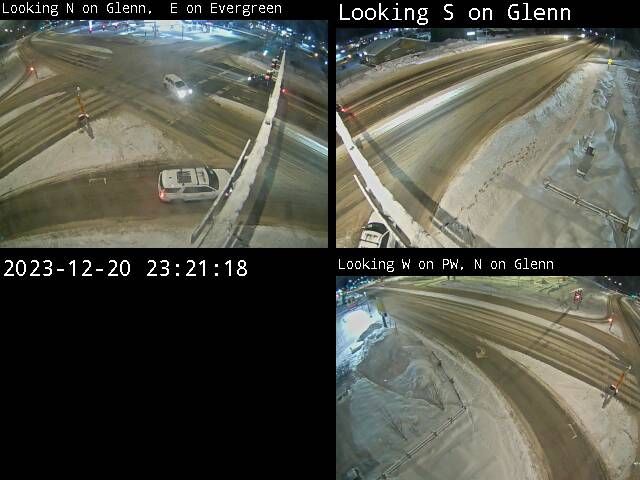 Looking N on Glenn,  E on Evergreen
Looking S on Glenn
2023-12-20 23:21:18
Looking W on PW, N on Glenn